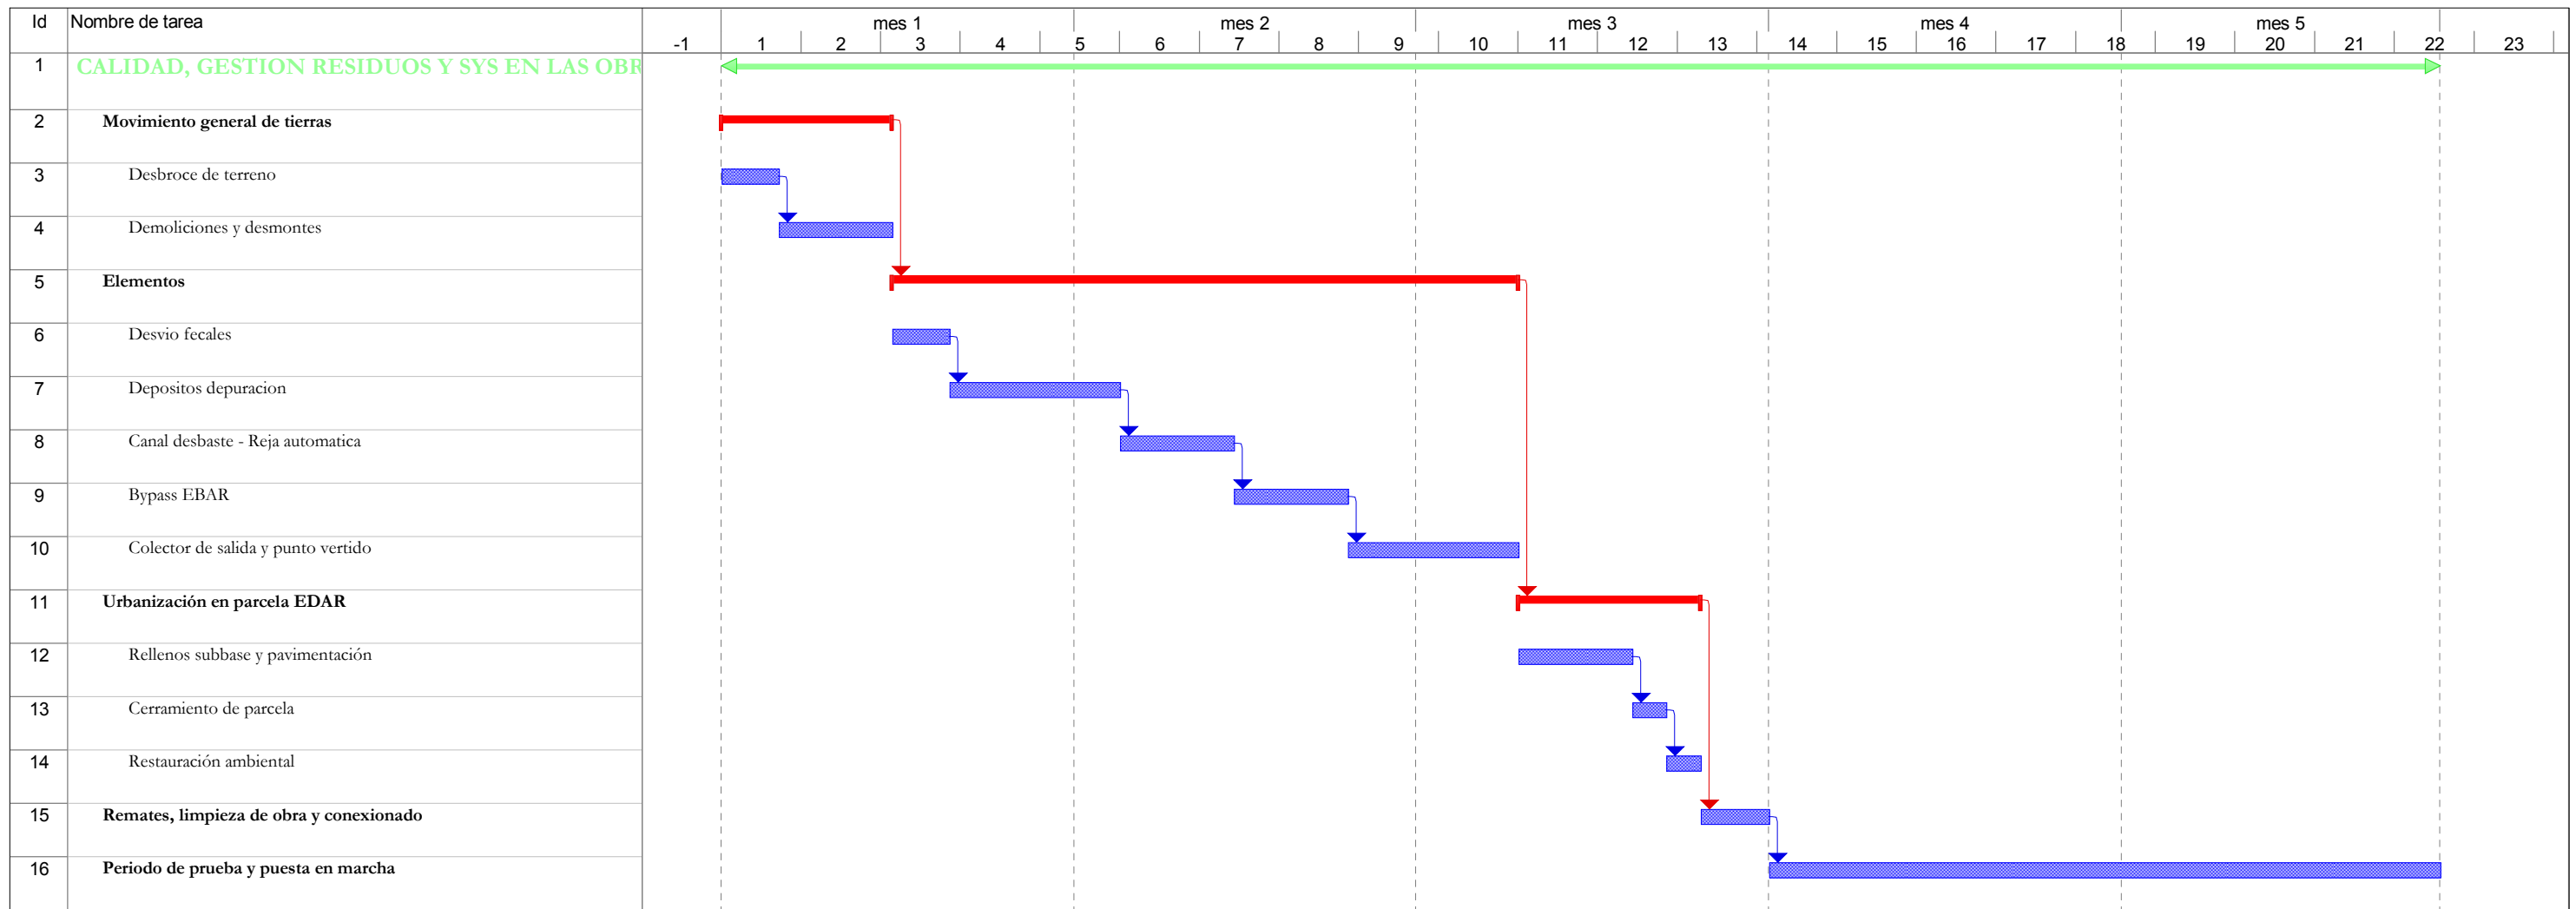 Id Nombre de tarea mes 1 mes 2 mes 3 mes 4 mes 5
-1 1 2 3 4 5 6 7 8 9 10 11 12 13 14 15 16 17 18 19 20 21 22 23
1 CALIDAD, GESTION RESIDUOS Y SYS EN LAS OBR
2 Movimiento general de tierras
3 Desbroce de terreno
4 Demoliciones y desmontes
5 Elementos
6 Desvio fecales
7 Depositos depuracion
8 Canal desbaste - Reja automatica
9 Bypass EBAR
10 Colector de salida y punto vertido
11 Urbanización en parcela EDAR
12 Rellenos subbase y pavimentación
13 Cerramiento de parcela
14 Restauración ambiental
15 Remates, limpieza de obra y conexionado
16 Periodo de prueba y puesta en marcha